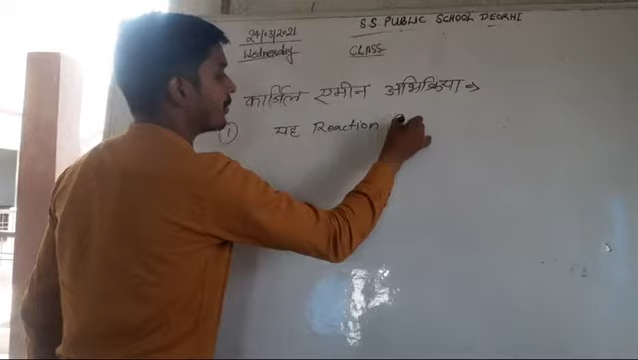 S S PUBLIC SCHOOL DEORHI
24/03/2021
Wednesday
CLASS-
कार्बिल एमीन अभिक्रिया ⇒
① यह Reaction